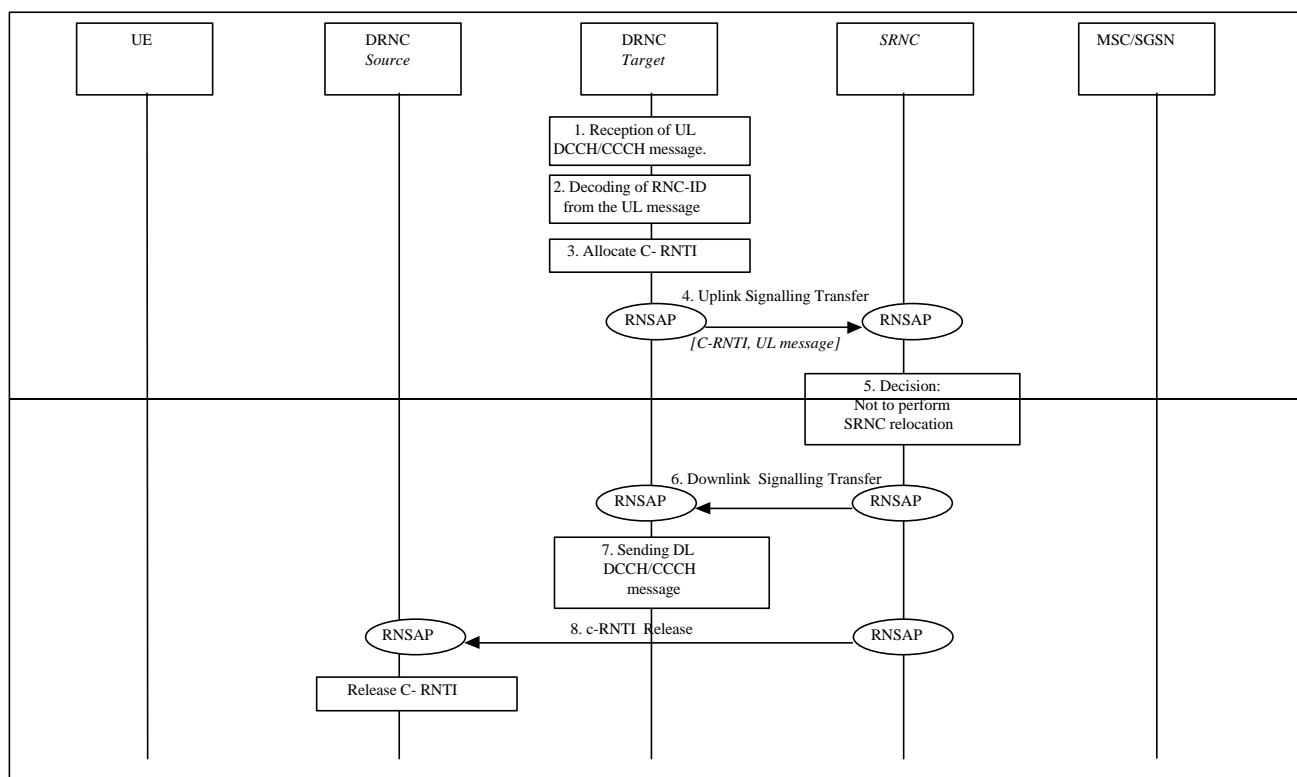 UE
DRNC
Source
DRNC
Target
SRNC
MSC/SGSN
1. Reception of UL
DCCH/CCCH message.
2. Decoding of RNC-ID
from the UL message
3. Allocate C- RNTI
4. Uplink Signalling Transfer
RNSAP
RNSAP
[C-RNTI, UL message]
5. Decision:
Not to perform
SRNC relocation
6. Downlink Signalling Transfer
RNSAP
RNSAP
7. Sending DL
DCCH/CCCH
message
8. c-RNTI Release
RNSAP
RNSAP
Release C- RNTI